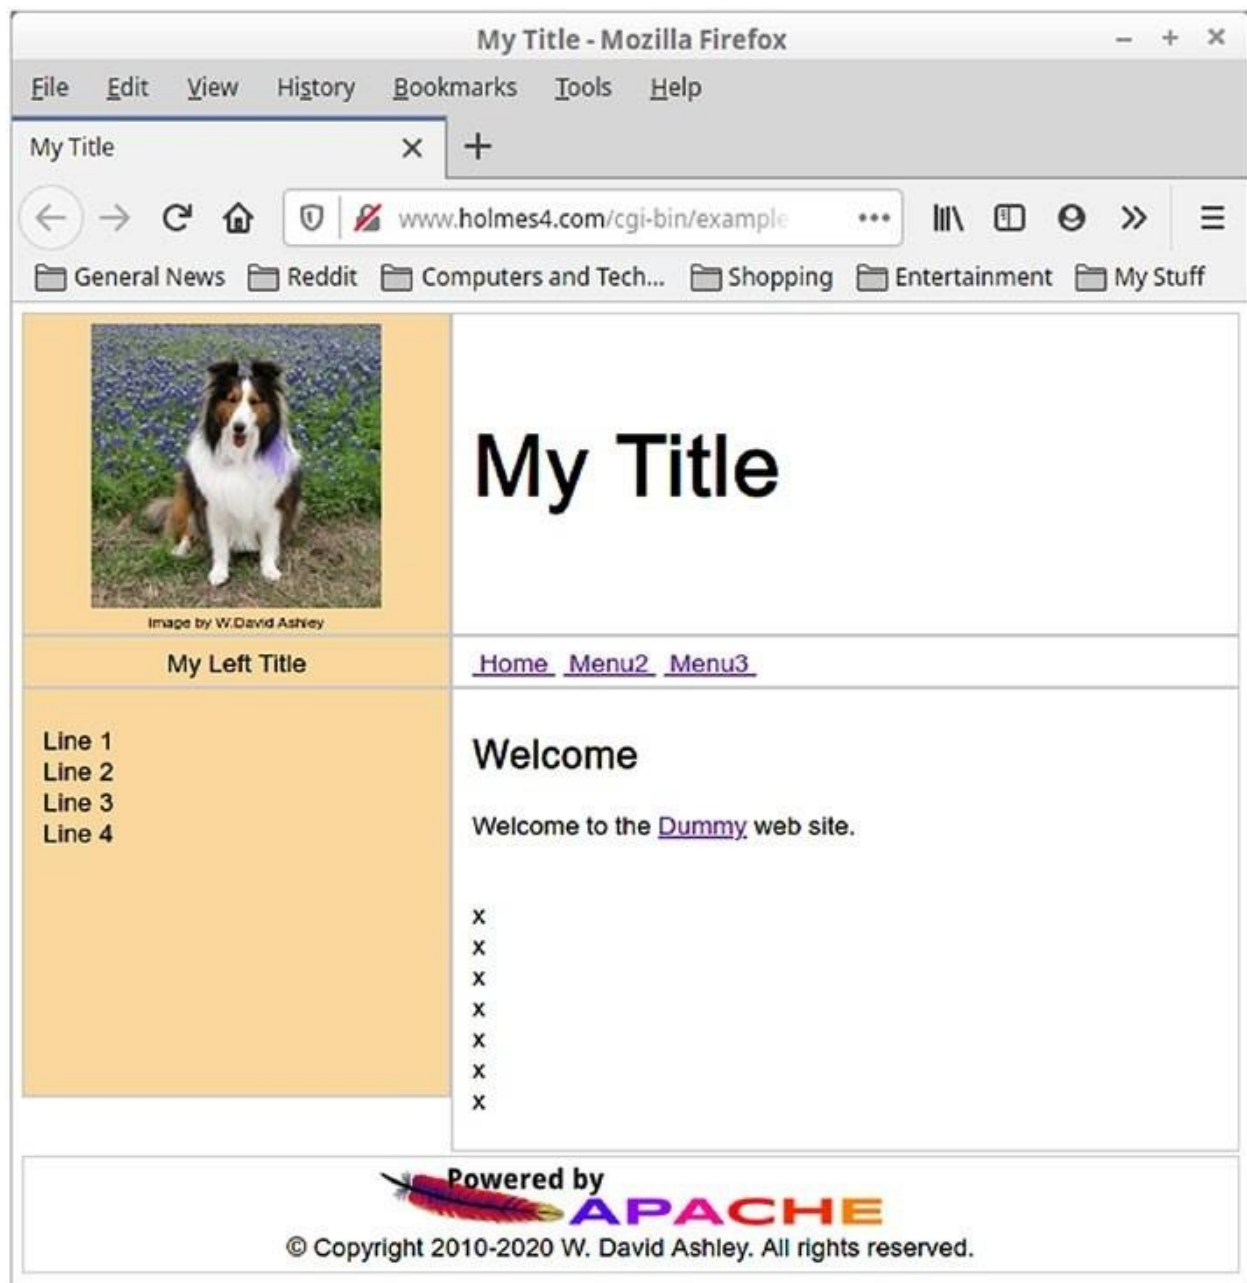 My Title - Mozilla Firefox
File Edit View History Bookmarks Tools Help
My Title
www.holmes4.com/cgi-bin/example
General News Reddit Computers and Tech... Shopping Entertainment My Stuff
My Title
Image by W.David Ashley
My Left Title
Home Menu2 Menu3
Line 1
Line 2
Line 3
Line 4
Welcome
Welcome to the Dummy web site.
x
x
x
x
x
x
x
Powered by
APACHE
© Copyright 2010-2020 W. David Ashley. All rights reserved.